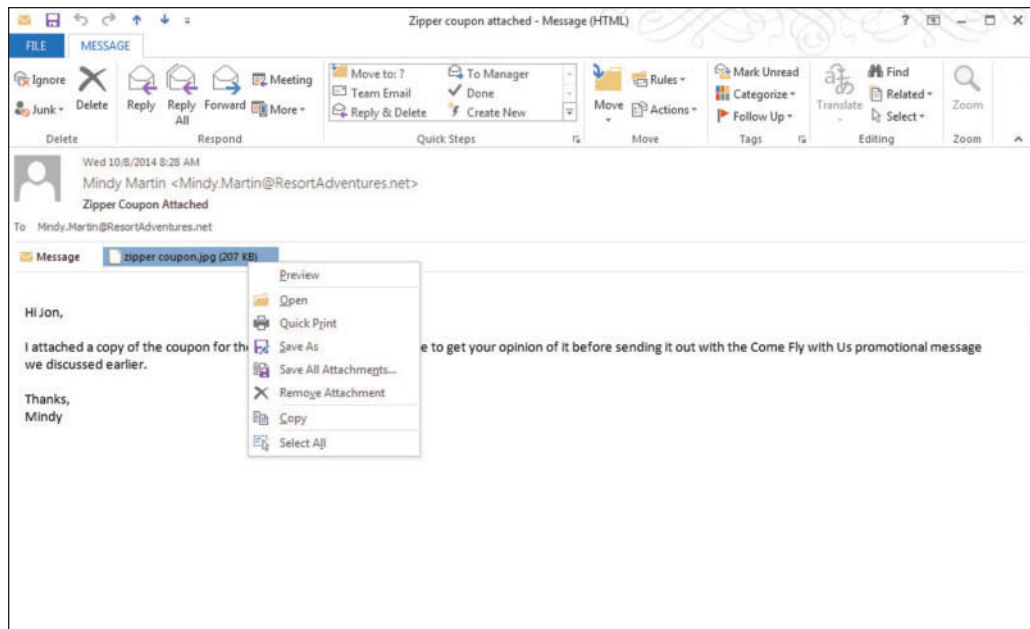 Zipper coupon attached - Message (HTML)
?
FILE MESSAGE
Ignore
Junk
Delete
Reply
Reply All
Forward
Meeting
More
Move to: ?
Team Email
Reply & Delete
To Manager
Done
Create New
Move
Rules
Actions
Mark Unread
Categorize
Follow Up
Translate
Find
Related
Select
Zoom
Delete Respond Quick Steps Move Tags Editing Zoom
Wed 10/8/2014 8:28 AM
Mindy Martin <Mindy.Martin@ResortAdventures.net>
Zipper Coupon Attached
To Mindy.Martin@ResortAdventures.net
Message zipper coupon.jpg (207 KB)
Preview
Open
Quick Print
Save As
Save All Attachments...
Remove Attachment
Copy
Select All
Hi Jon,
I attached a copy of the coupon for the e to get your opinion of it before sending it out with the Come Fly with Us promotional message
we discussed earlier.
Thanks,
Mindy